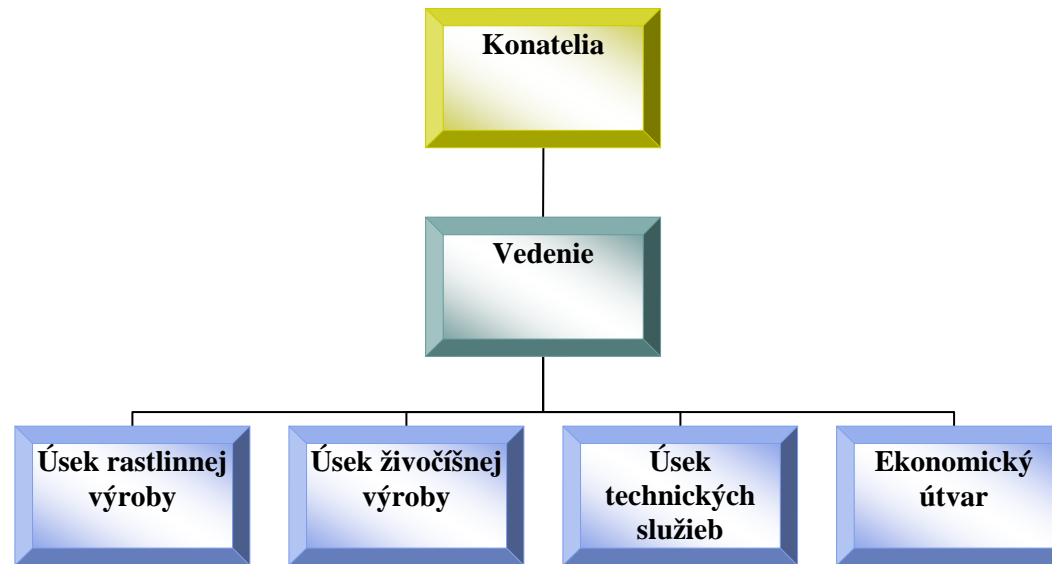 Konatelia
Vedenie
Úsek rastlinnej
výroby
Úsek živočíšnej
výroby
Úsek
technických
služieb
Ekonomický
útvar